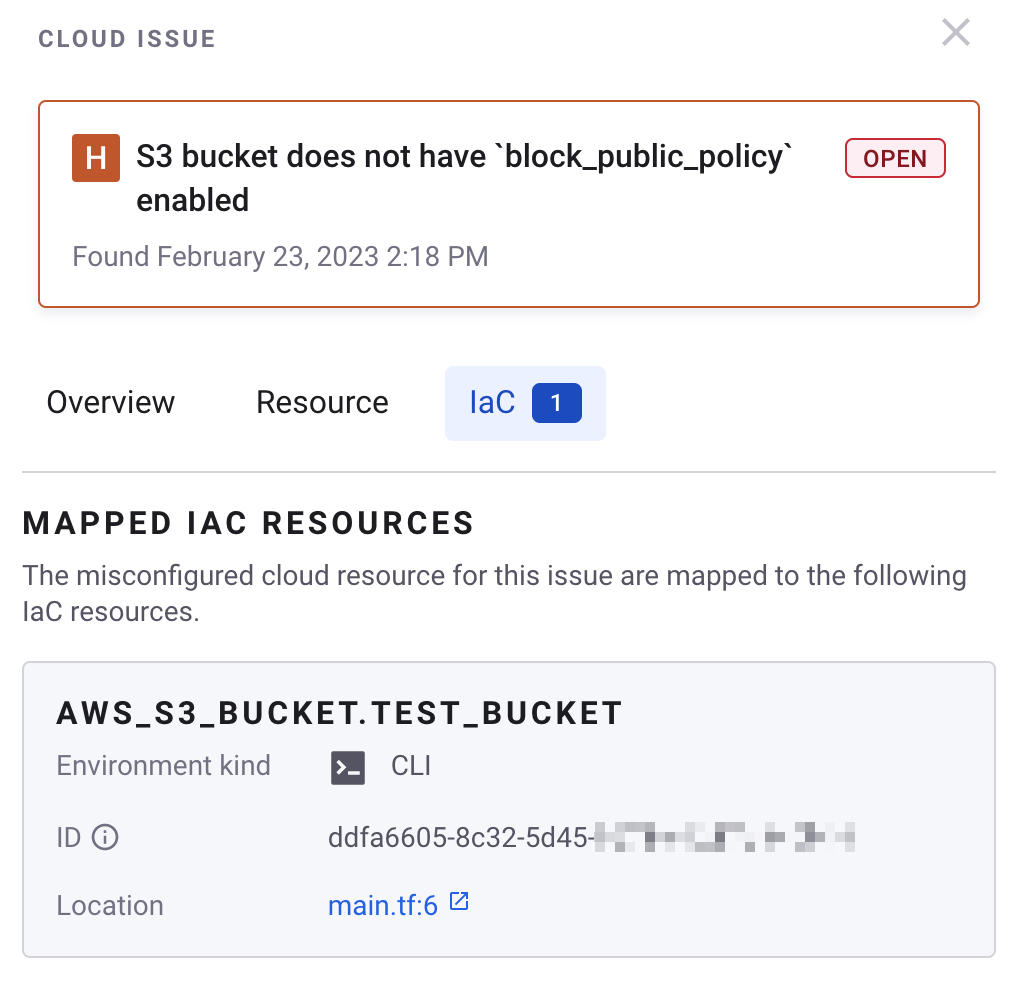 CLOUD ISSUE
H S3 bucket does not have `block_public_policy` OPEN
enabled
Found February 23, 2023 2:18 PM
Overview Resource IaC 1
MAPPED IAC RESOURCES
The misconfigured cloud resource for this issue are mapped to the following
IaC resources.
AWS_S3_BUCKET.TEST_BUCKET
Environment kind CLI
ID ddfa6605-8c32-5d45-
Location main.tf:6